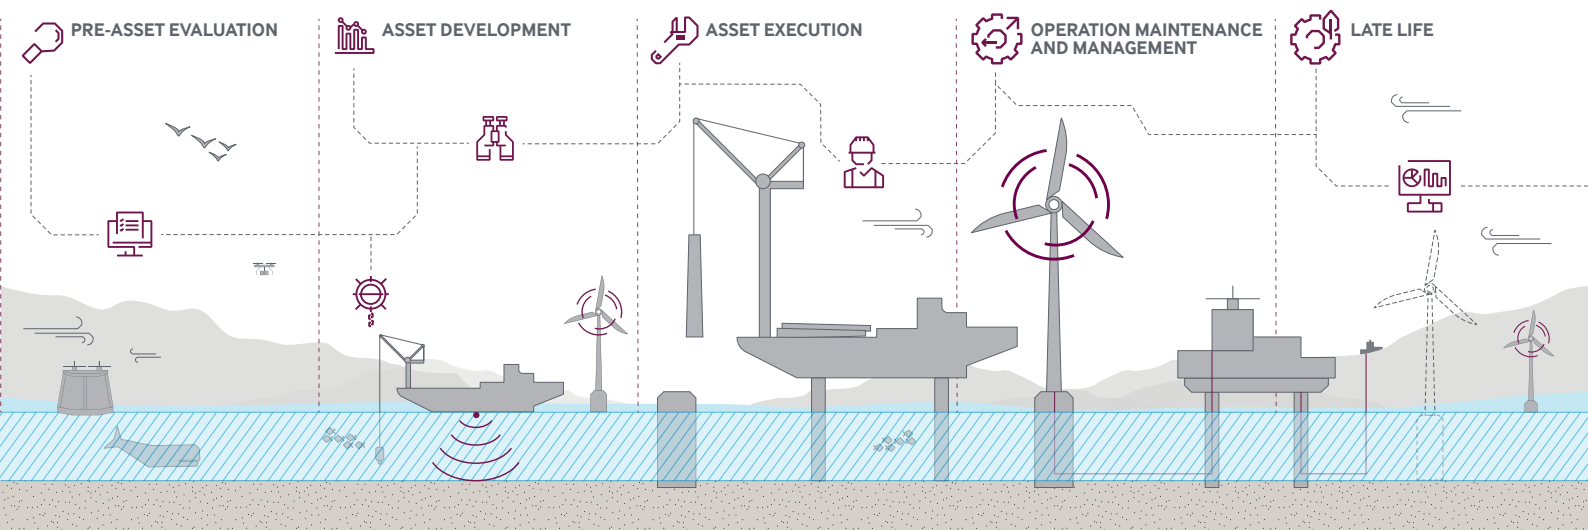 PRE-ASSET EVALUATION
ASSET DEVELOPMENT
ASSET EXECUTION
OPERATION MAINTENANCE
AND MANAGEMENT
LATE LIFE